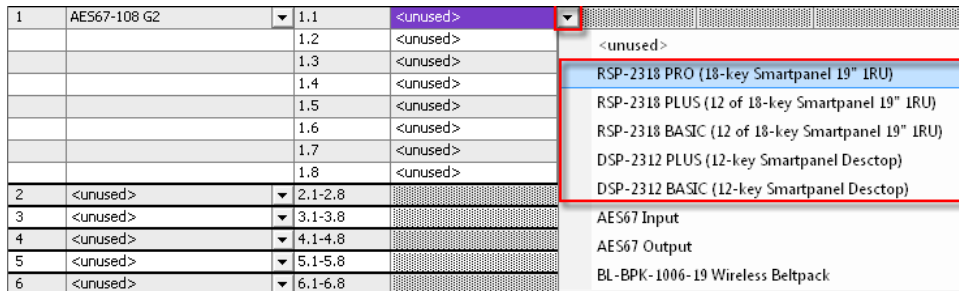 1 AES67-108 G2 1.1 <unused>
1.2 <unused>
1.3 <unused>
1.4 <unused>
1.5 <unused>
1.6 <unused>
1.7 <unused>
1.8 <unused>
2 <unused> 2.1-2.8
3 <unused> 3.1-3.8
4 <unused> 4.1-4.8
5 <unused> 5.1-5.8
6 <unused> 6.1-6.8
<unused>
RSP-2318 PRO (18-key Smartpanel 19" 1RU)
RSP-2318 PLUS (12 of 18-key Smartpanel 19" 1RU)
RSP-2318 BASIC (12 of 18-key Smartpanel 19" 1RU)
DSP-2312 PLUS (12-key Smartpanel Desctop)
DSP-2312 BASIC (12-key Smartpanel Desctop)
AES67 Input
AES67 Output
BL-BPK-1006-19 Wireless Beltpack